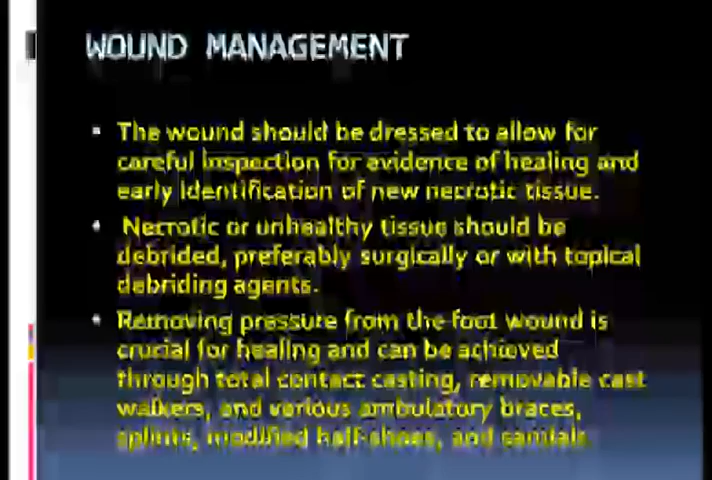 WOUND MANAGEMENT
▪ The wound should be dressed to allow for
careful inspection for evidence of healing and
early identification of new necrotic tissue.
▪ Necrotic or unhealthy tissue should be
debrided, preferably surgically or with topical
debriding agents.
▪ Removing pressure from the foot wound is
crucial for healing and can be achieved
through total contact casting, removable cast
walkers, and various ambulatory braces,
splints, modified half-shoes, and sandals.